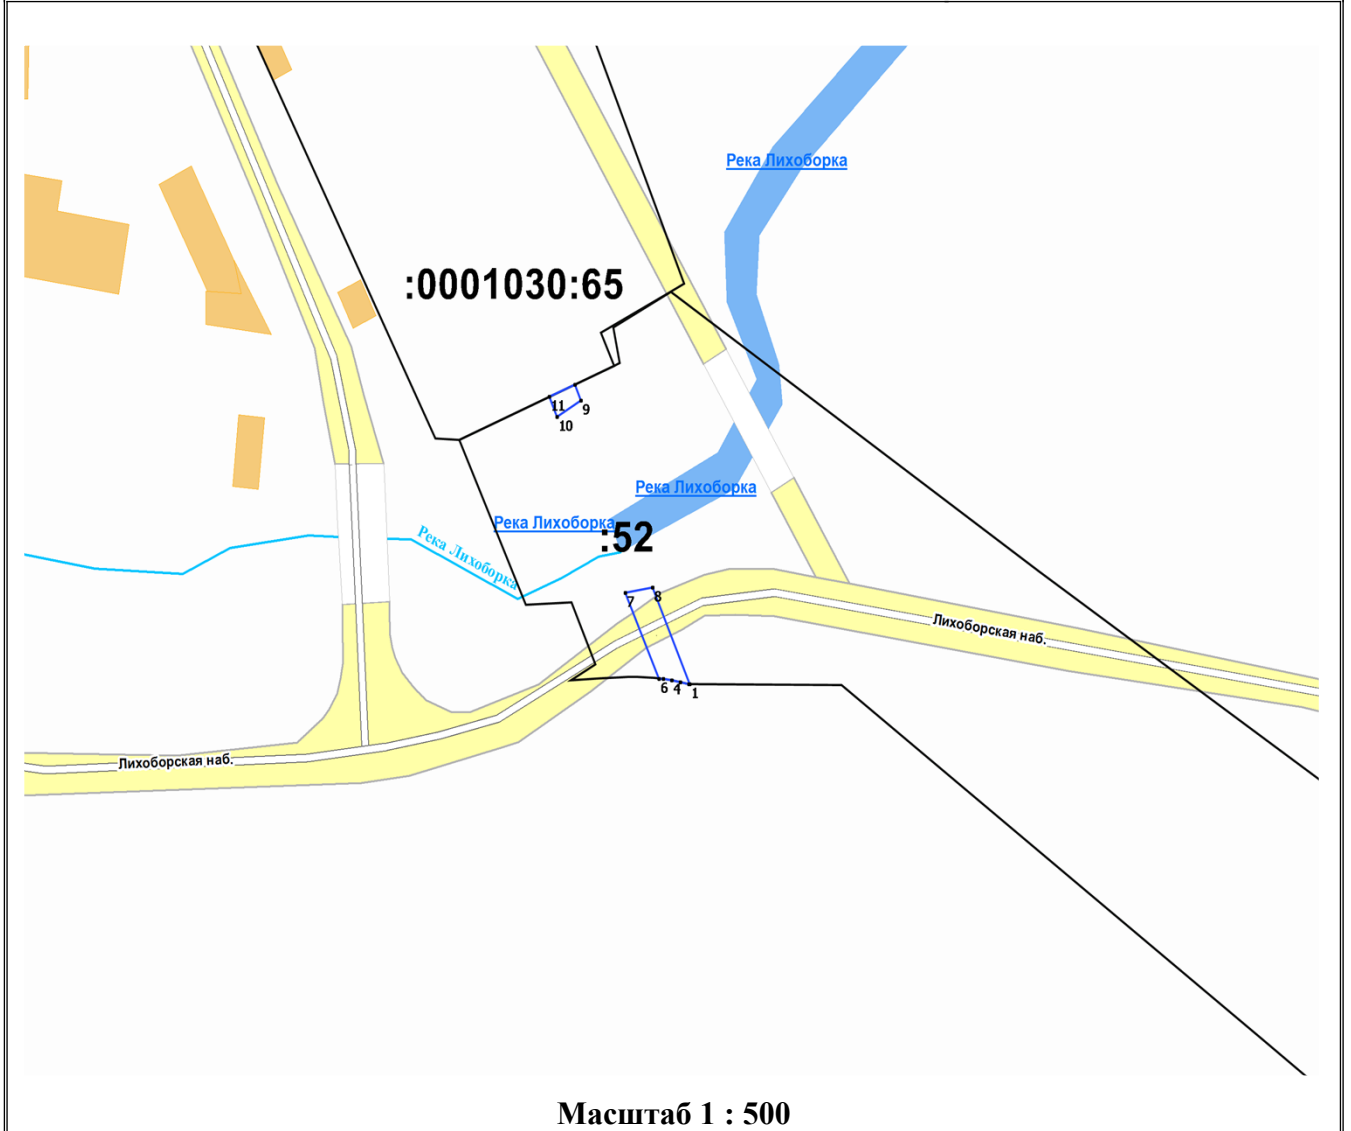 Река Лихоборка
:0001030:65
11
9
10
Река Лихоборка
Река Лихоборка
:52
Река Лихоборка
7
8
Лихоборская наб.
6
4
1
Лихоборская наб.
Масштаб 1 : 500